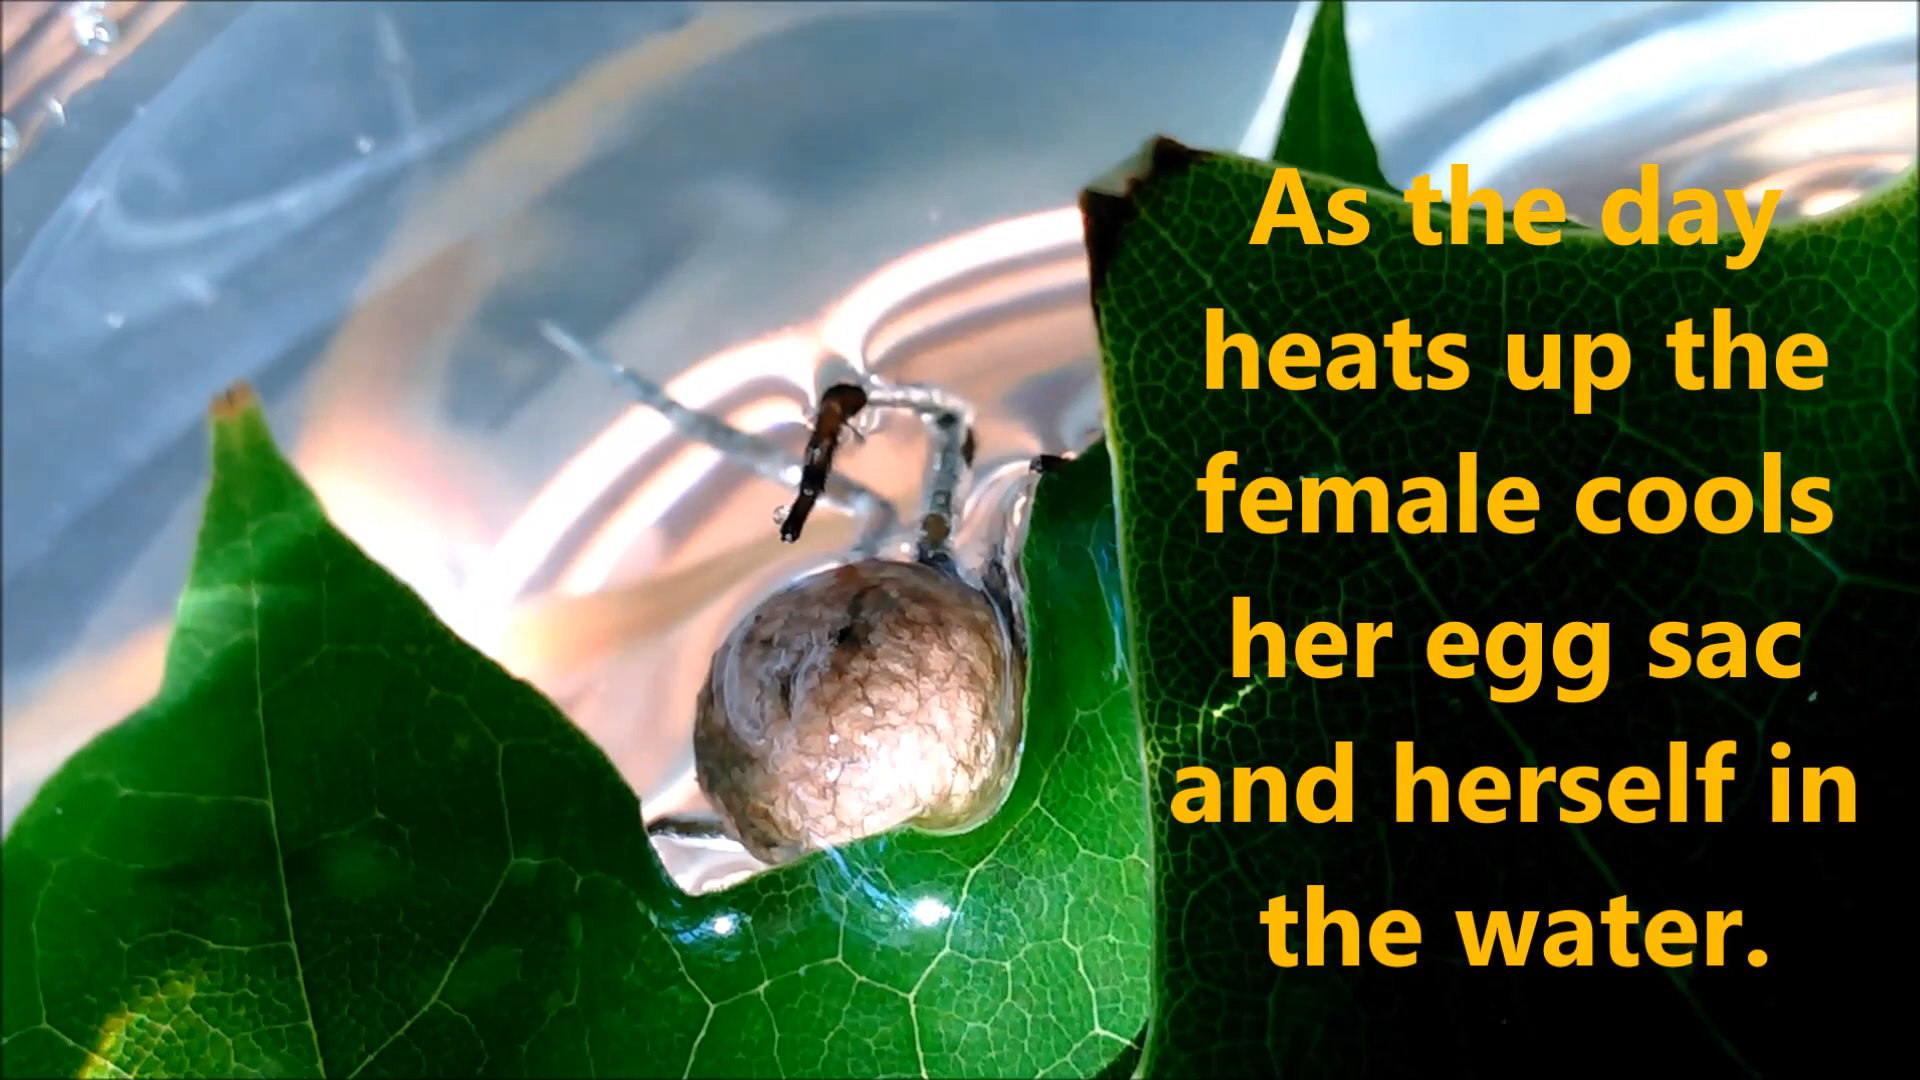 As the day
heats up the
female cools
her egg sac
and herself in
the water.